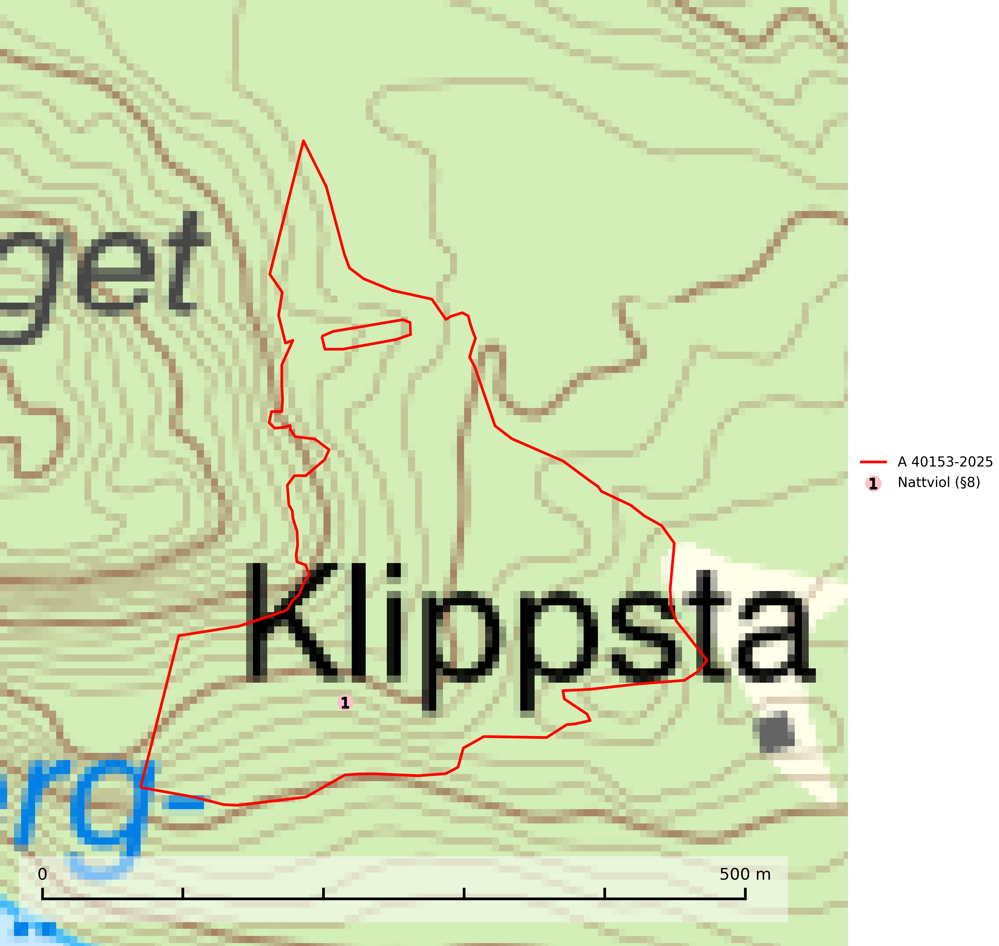 get
Klippsta
1
rg-
0 500 m
A 40153-2025
1 Nattviol (§8)